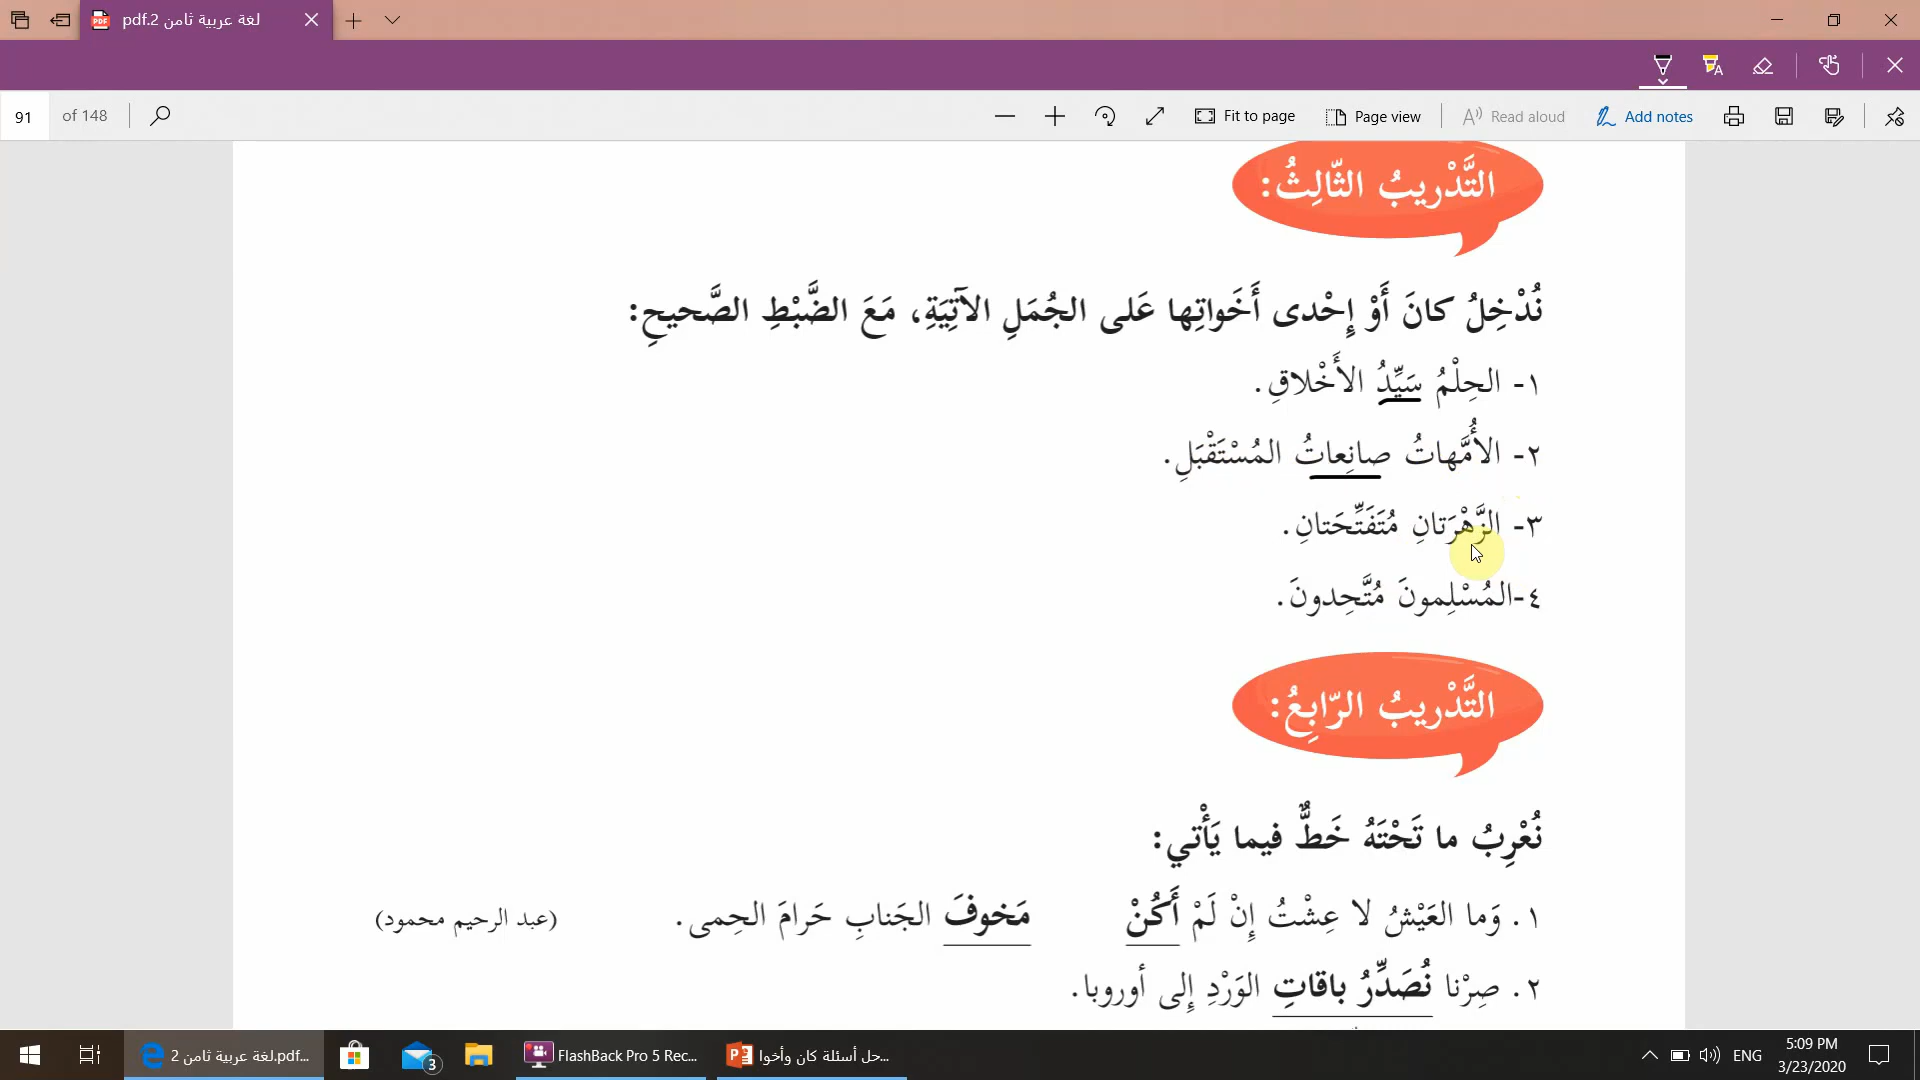 لغة عربية ثامن 2.pdf
91 of 148
Fit to page
Page view
Read aloud
Add notes
التَّدْريبُ الثّالِثُ:
نُدْخِلُ كانَ أَوْ إِحْدى أَخَواتِها عَلى الجُمَلِ الآتِيَةِ، مَعَ الضَّبْطِ الصَّحيحِ:
١- الحِلْمُ سَيِّدُ الأَخْلاقِ.
٢- الأُمَّهاتُ صانِعاتُ المُسْتَقْبَلِ.
٣- الزَّهْرَتانِ مُتَفَتِّحَتانِ.
٤-المُسْلِمونَ مُتَّحِدونَ.
التَّدْريبُ الرّابِعُ:
نُعْرِبُ ما تَحْتَهُ خَطٌّ فيما يَأْتي:
١. وَما العَيْشُ لا عِشْتُ إِنْ لَمْ أَكُنْ مَخوفَ الجَنابِ حَرامَ الحِمى. (عبد الرحيم محمود)
٢. صِرْنا نُصَدِّرُ باقاتِ الوَرْدِ إِلى أوروبا.
لغة عربية ثامن 2.pdf...
3
FlashBack Pro 5 Rec...
حل أسئلة كان وأخوا...
ENG
5:09 PM
3/23/2020